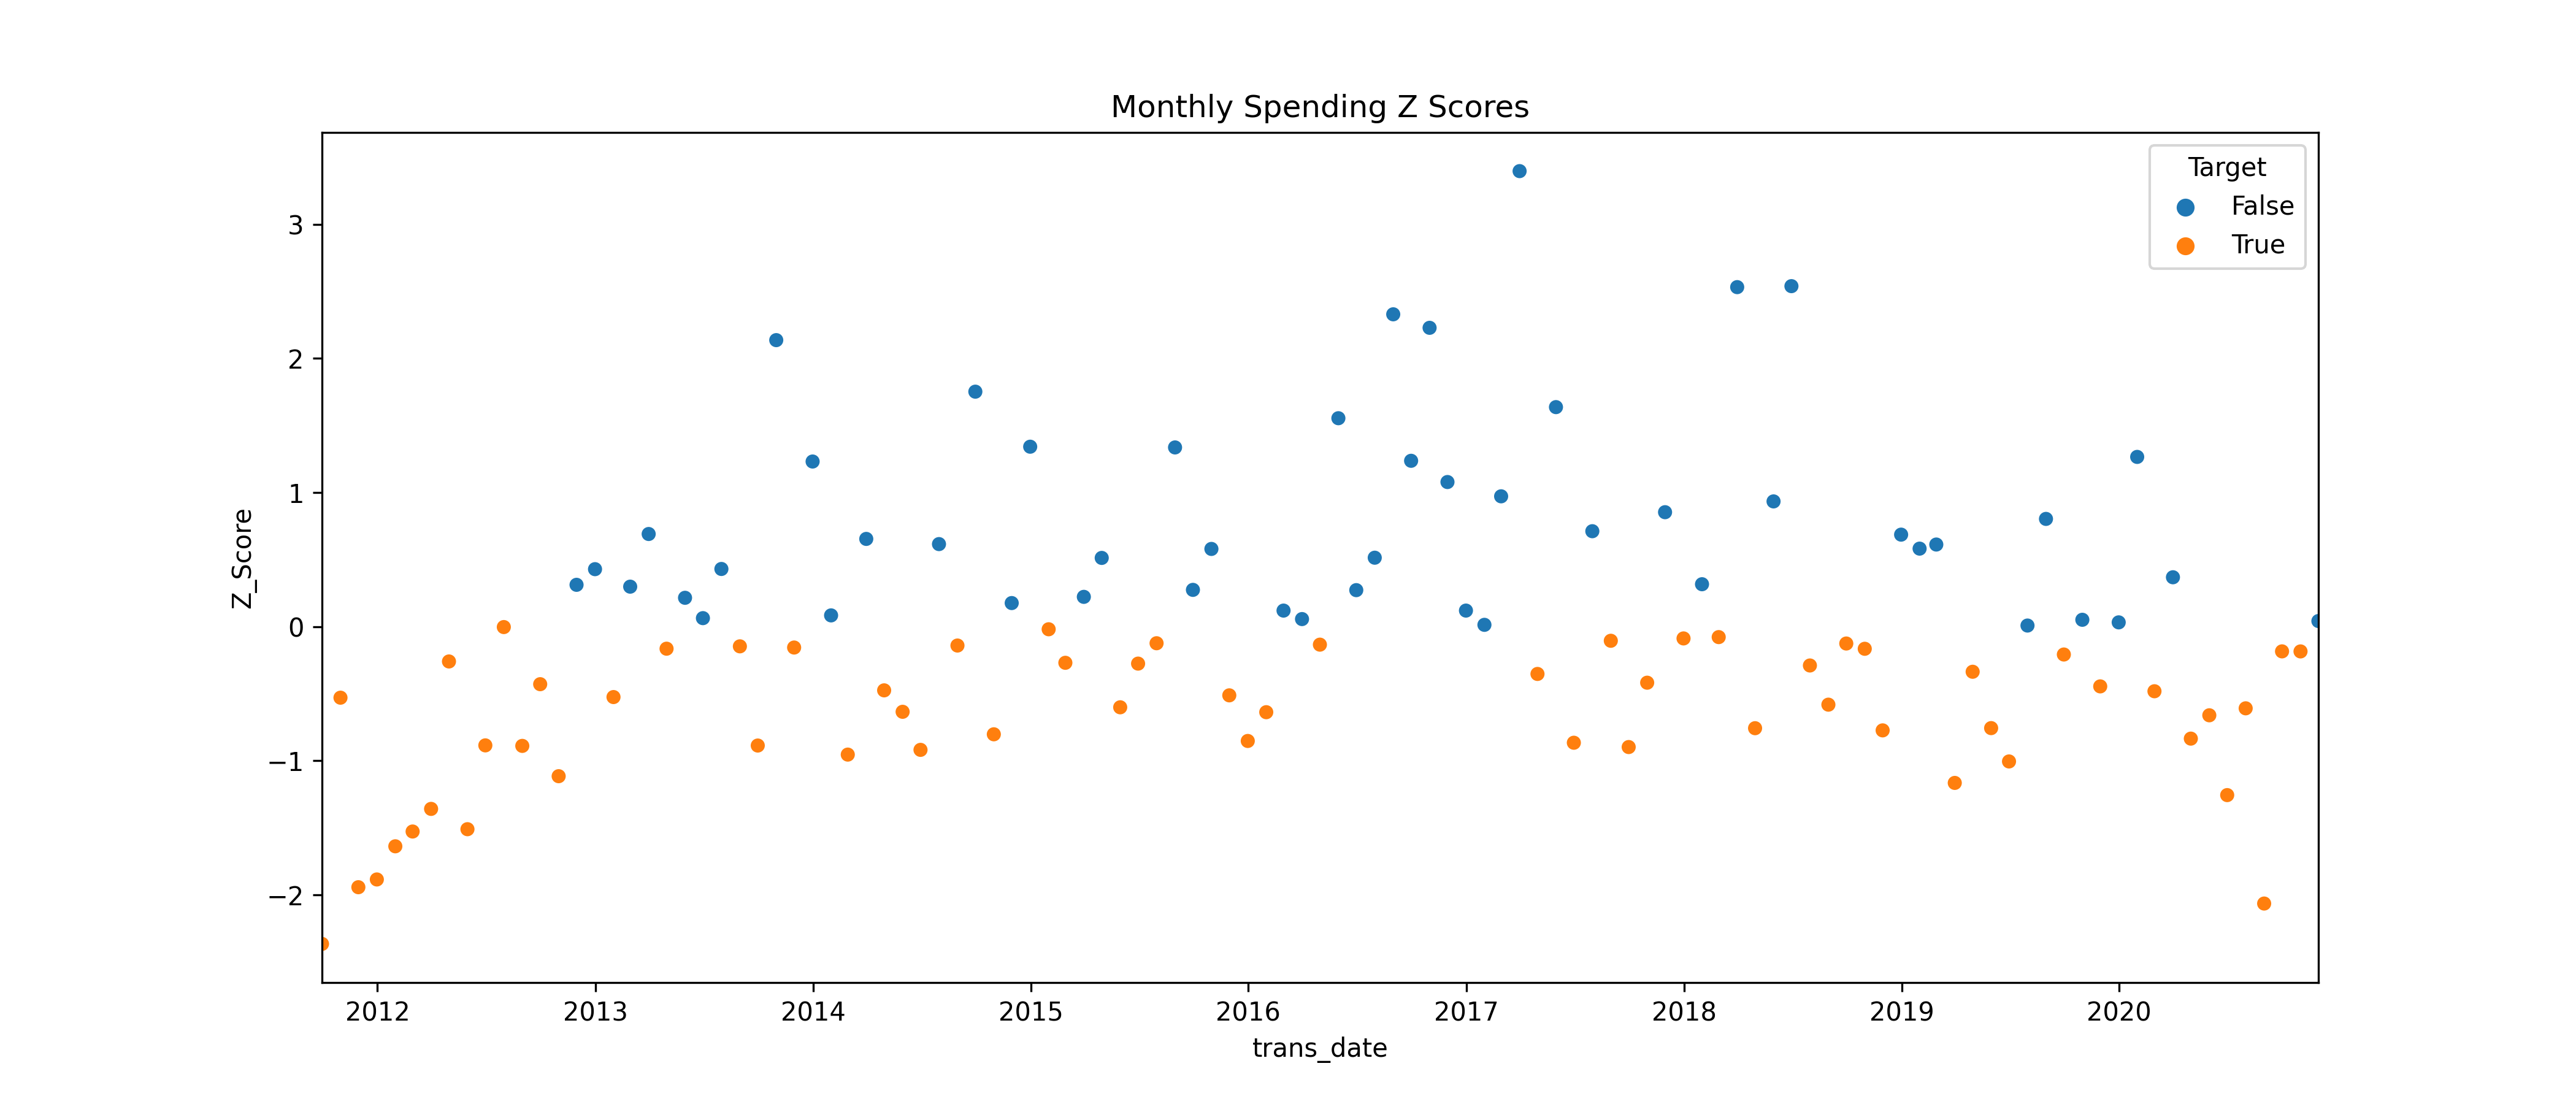 Monthly Spending Z Scores
Target
False
True
3
2
1
0
−1
−2
Z_Score
2012 2013 2014 2015 2016 2017 2018 2019 2020
trans_date